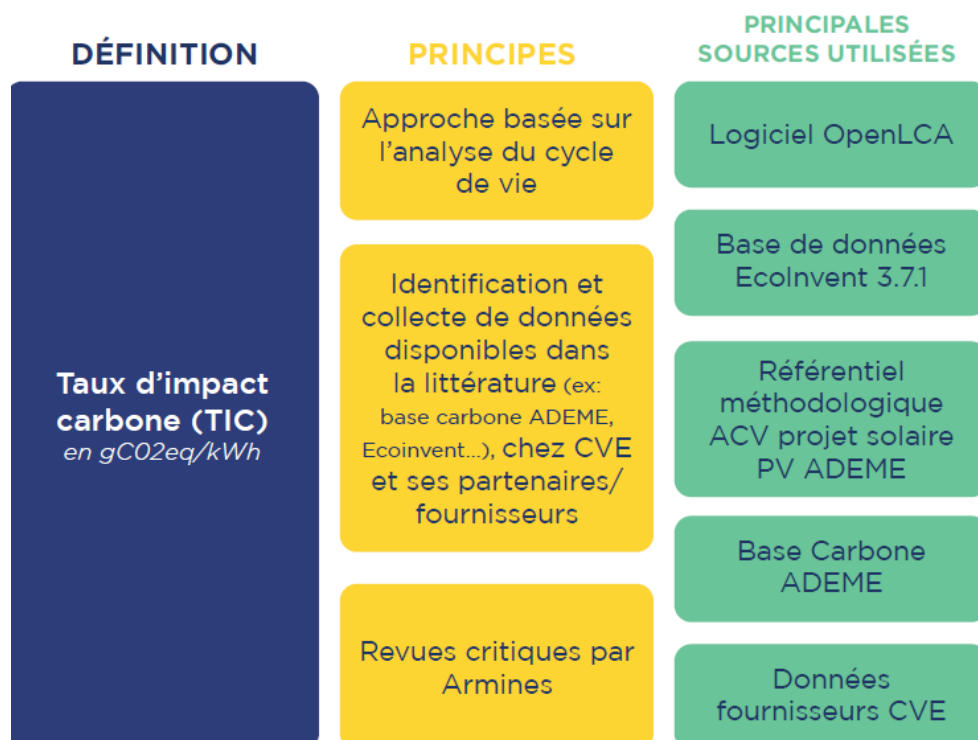 DÉFINITION
Taux d'impact
carbone (TIC)
en gC02eq/kWh
PRINCIPES
Approche basée sur
l'analyse du cycle
de vie
Identification et
collecte de données
disponibles dans
la littérature (ex:
base carbone ADEME,
Ecoinvent...), chez CVE
et ses partenaires/
fournisseurs
Revues critiques par
Armines
PRINCIPALES
SOURCES UTILISÉES
Logiciel OpenLCA
Base de données
EcoInvent 3.7.1
Référentiel
méthodologique
ACV projet solaire
PV ADEME
Base Carbone
ADEME
Données
fournisseurs CVE